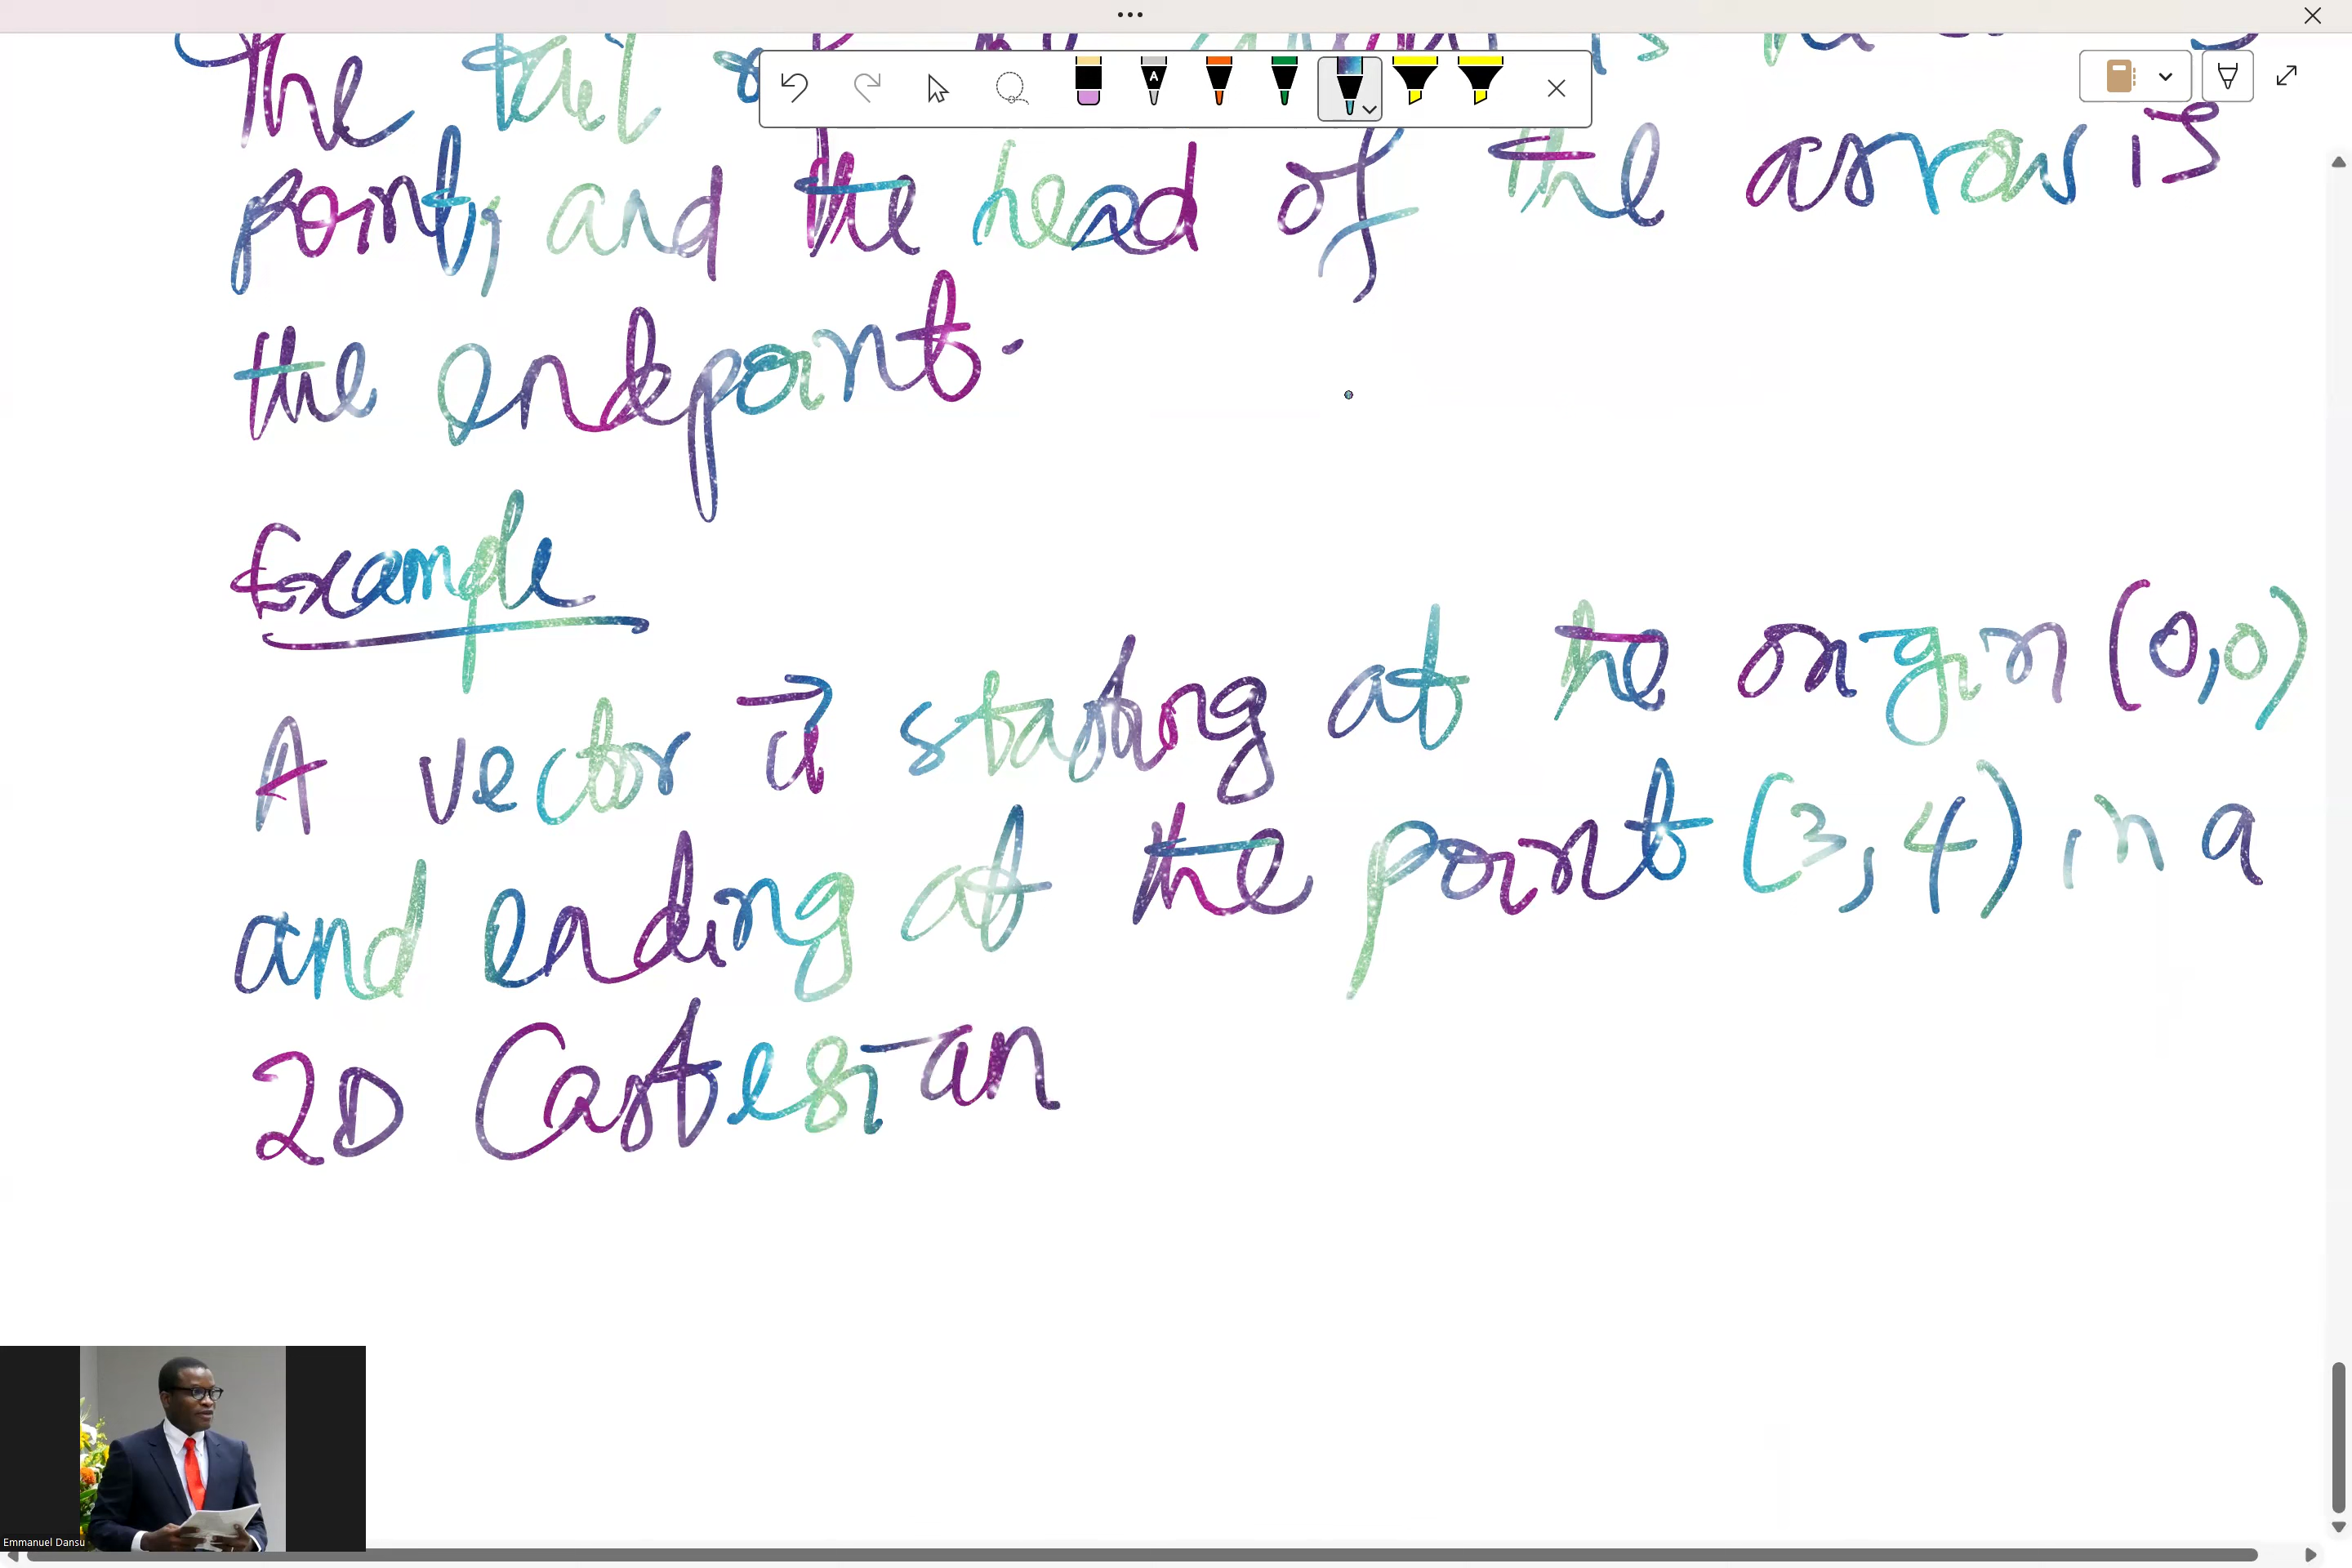 The tail
point, and the head of the arrow is
the endpoint.
Example
A vector a starting at the origin (0,0)
and ending at the point (3,4) in a
2D Cartesian
Emmanuel Dansu